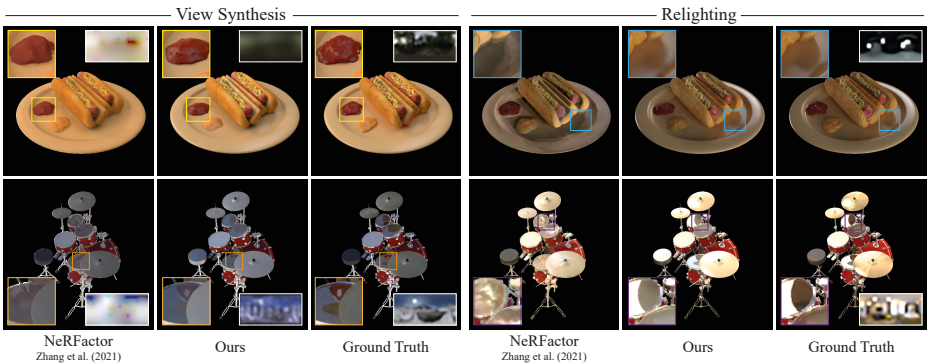 View Synthesis
Relighting
NeRFactor
Zhang et al. (2021)
Ours
Ground Truth
NeRFactor
Zhang et al. (2021)
Ours
Ground Truth